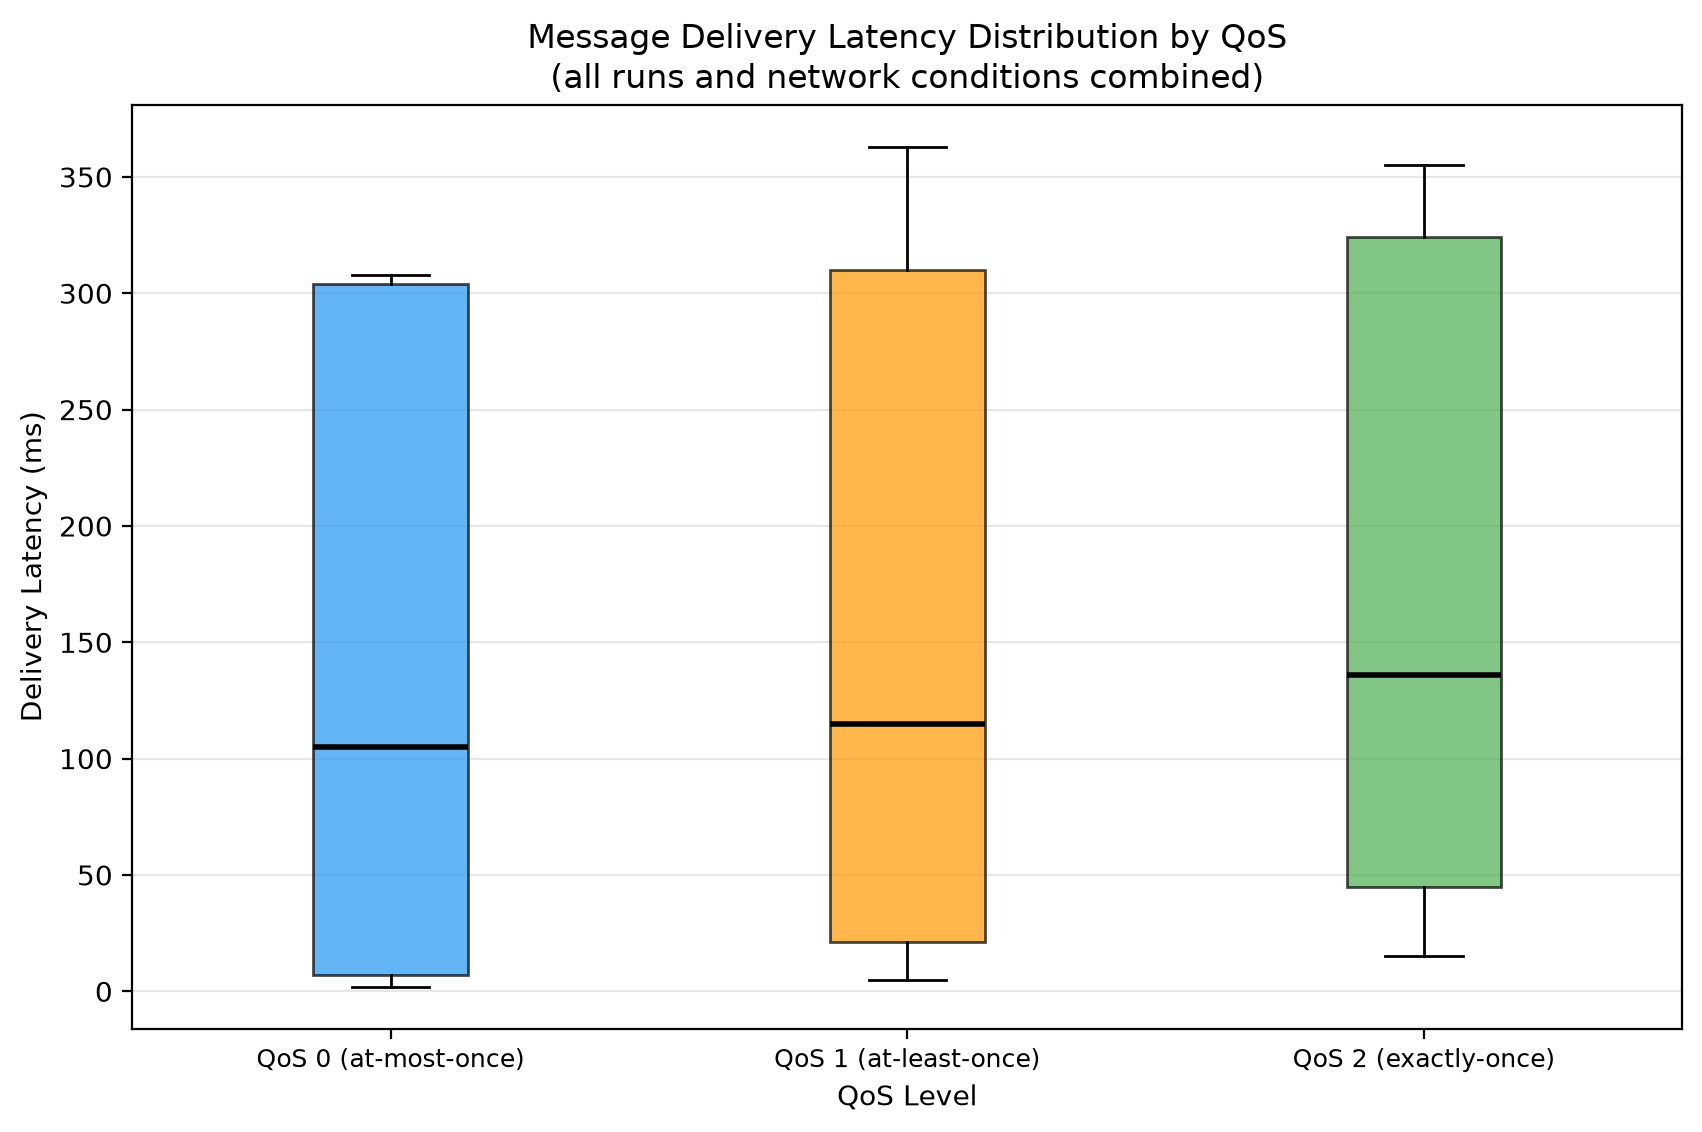 Message Delivery Latency Distribution by QoS
(all runs and network conditions combined)
Delivery Latency (ms)
350
300
250
200
150
100
50
0
QoS 0 (at-most-once)
QoS 1 (at-least-once)
QoS 2 (exactly-once)
QoS Level